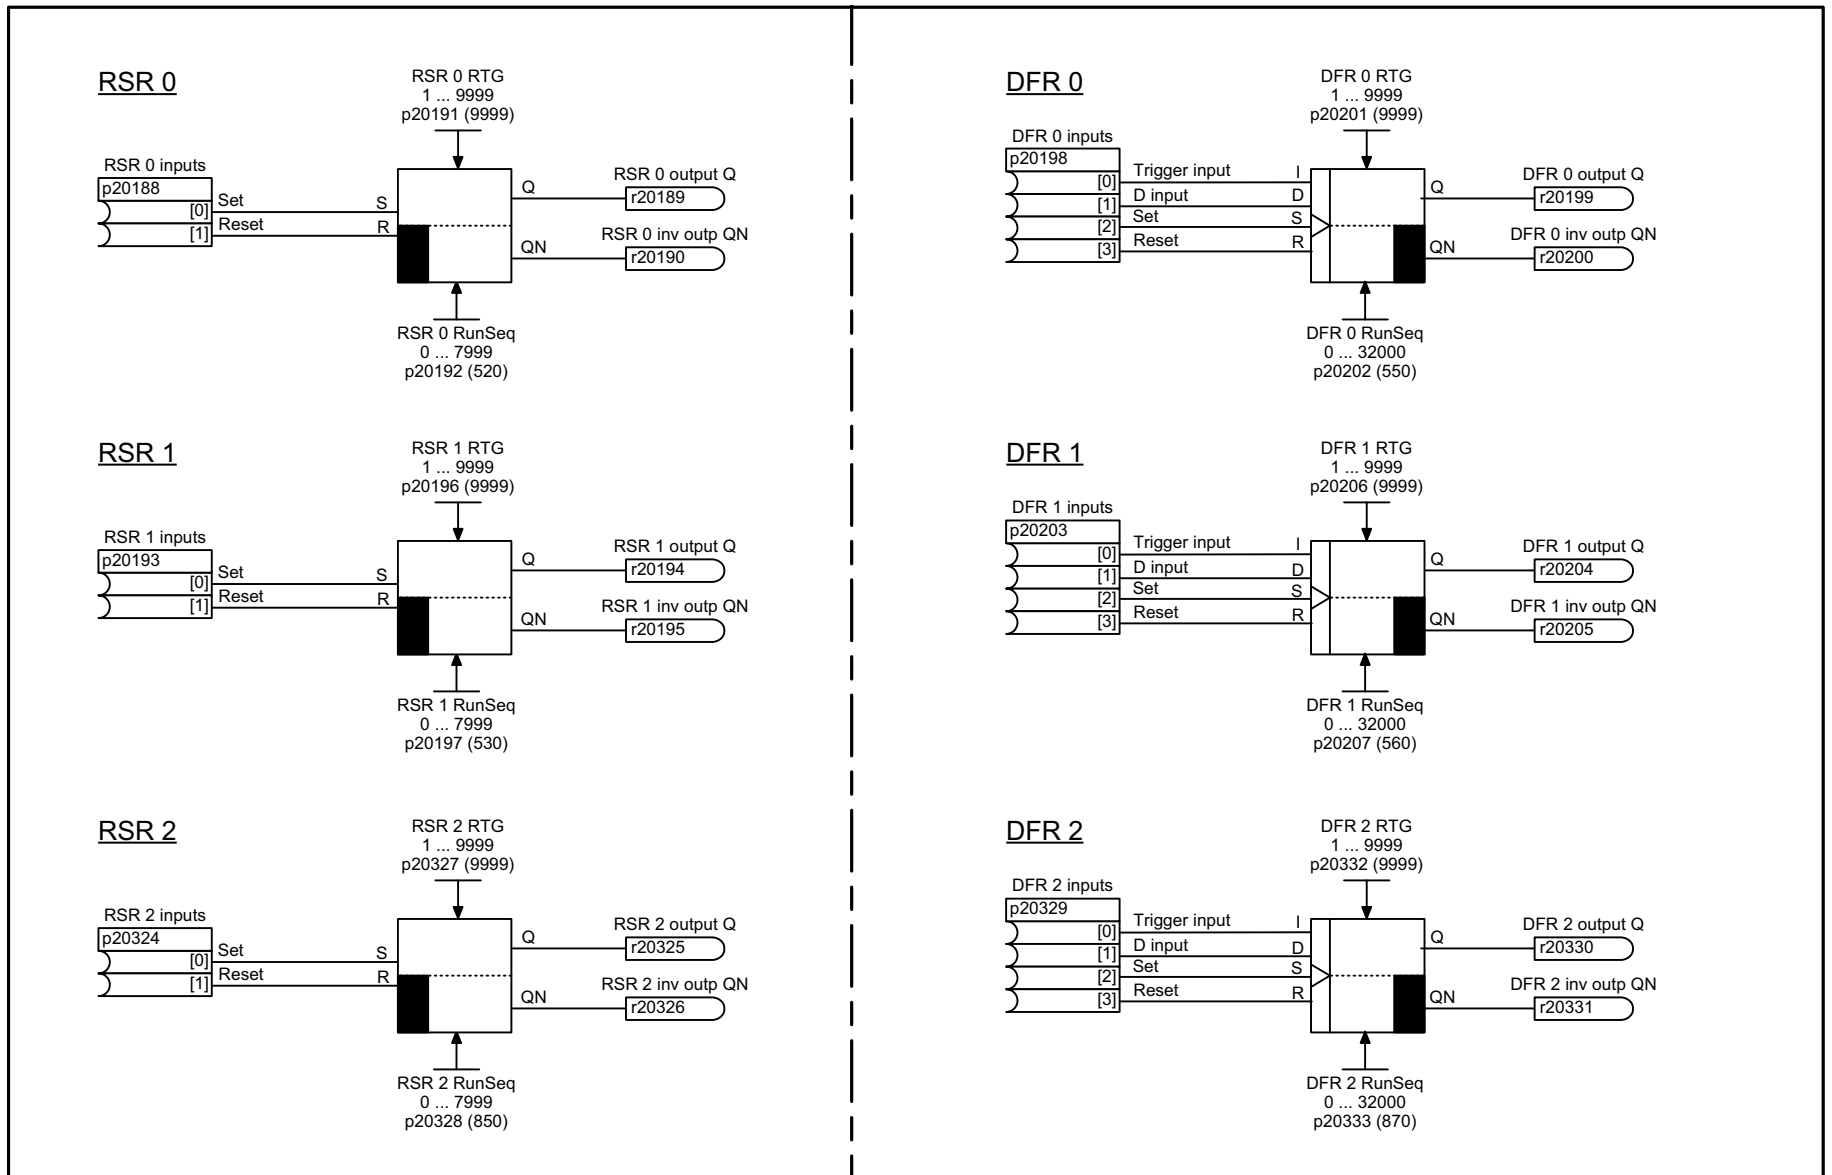 RSR 0
RSR 0 RTG
1 ... 9999
p20191 (9999)
RSR 0 inputs
p20188
[0]
Set
S
[1]
Reset
R
Q
RSR 0 output Q
r20189
QN
RSR 0 inv outp QN
r20190
RSR 0 RunSeq
0 ... 7999
p20192 (520)
RSR 1
RSR 1 RTG
1 ... 9999
p20196 (9999)
RSR 1 inputs
p20193
[0]
Set
S
[1]
Reset
R
Q
RSR 1 output Q
r20194
QN
RSR 1 inv outp QN
r20195
RSR 1 RunSeq
0 ... 7999
p20197 (530)
RSR 2
RSR 2 RTG
1 ... 9999
p20327 (9999)
RSR 2 inputs
p20324
[0]
Set
S
[1]
Reset
R
Q
RSR 2 output Q
r20325
QN
RSR 2 inv outp QN
r20326
RSR 2 RunSeq
0 ... 7999
p20328 (850)
DFR 0
DFR 0 RTG
1 ... 9999
p20201 (9999)
DFR 0 inputs
p20198
[0]
Trigger input
I
[1]
D input
D
[2]
Set
S
[3]
Reset
R
Q
DFR 0 output Q
r20199
QN
DFR 0 inv outp QN
r20200
DFR 0 RunSeq
0 ... 32000
p20202 (550)
DFR 1
DFR 1 RTG
1 ... 9999
p20206 (9999)
DFR 1 inputs
p20203
[0]
Trigger input
I
[1]
D input
D
[2]
Set
S
[3]
Reset
R
Q
DFR 1 output Q
r20204
QN
DFR 1 inv outp QN
r20205
DFR 1 RunSeq
0 ... 32000
p20207 (560)
DFR 2
DFR 2 RTG
1 ... 9999
p20332 (9999)
DFR 2 inputs
p20329
[0]
Trigger input
I
[1]
D input
D
[2]
Set
S
[3]
Reset
R
Q
DFR 2 output Q
r20330
QN
DFR 2 inv outp QN
r20331
DFR 2 RunSeq
0 ... 32000
p20333 (870)